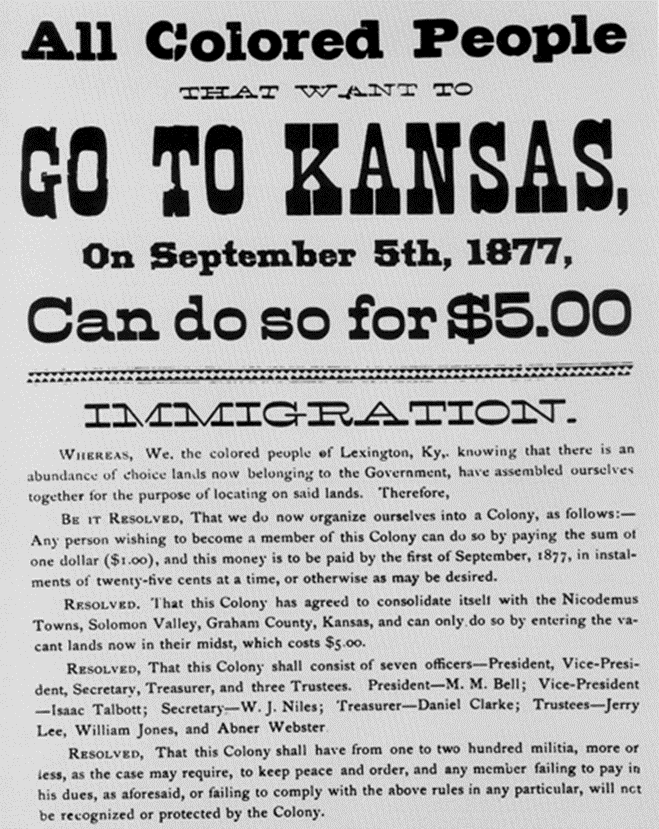 All Colored People
THAT WANT TO
GO TO KANSAS,
On September 5th, 1877,
Can do so for $5.00
IMMIGRATION.
WHEREAS, We, the colored people of Lexington, Ky,. knowing that there is an
abundance of choice lands now belonging to the Government, have assembled ourselves
together for the purpose of locating on said lands. Therefore,
BE IT RESOLVED, That we do now organize ourselves into a Colony, as follows:—
Any person wishing to become a member of this Colony can do so by paying the sum of
one dollar ($1.00), and this money is to be paid by the first of September, 1877, in instal-
ments of twenty-five cents at a time, or otherwise as may be desired.
RESOLVED. That this Colony has agreed to consolidate itself with the Nicodemus
Towns, Solomon Valley, Graham County, Kansas, and can only do so by entering the va-
cant lands now in their midst, which costs $5.00.
RESOLVED, That this Colony shall consist of seven officers—President, Vice-Presi-
dent, Secretary, Treasurer, and three Trustees. President—M. M. Bell; Vice-President
—Isaac Talbott; Secretary—W. J. Niles; Treasurer—Daniel Clarke; Trustees—Jerry
Lee, William Jones, and Abner Webster.
RESOLVED, That this Colony shall have from one to two hundred militia, more or
less, as the case may require, to keep peace and order, and any member failing to pay in
his dues, as aforesaid, or failing to comply with the above rules in any particular, will not
be recognized or protected by the Colony.